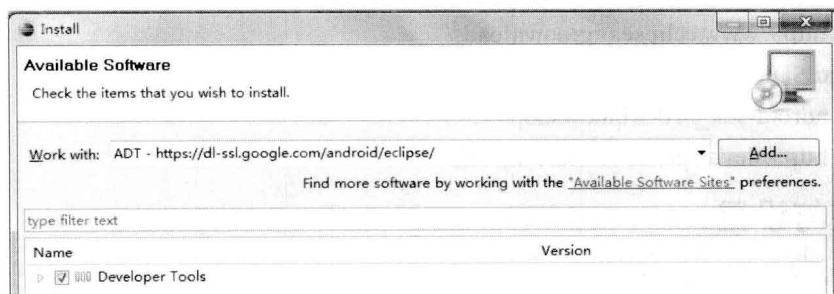 Install
Available Software
Check the items that you wish to install.
Work with: ADT - https://dl-ssl.google.com/android/eclipse/ Add...
Find more software by working with the "Available Software Sites" preferences.
type filter text
Name Version
Developer Tools